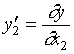 y′₂ = ∂y / ∂x₂